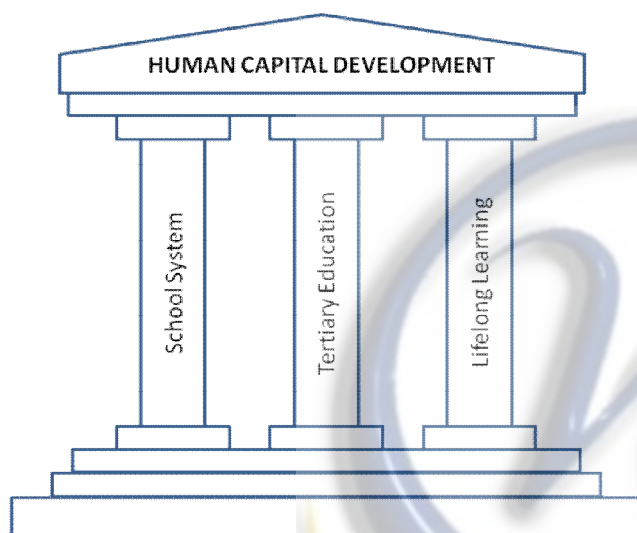 HUMAN CAPITAL DEVELOPMENT
School System
Tertiary Education
Lifelong Learning